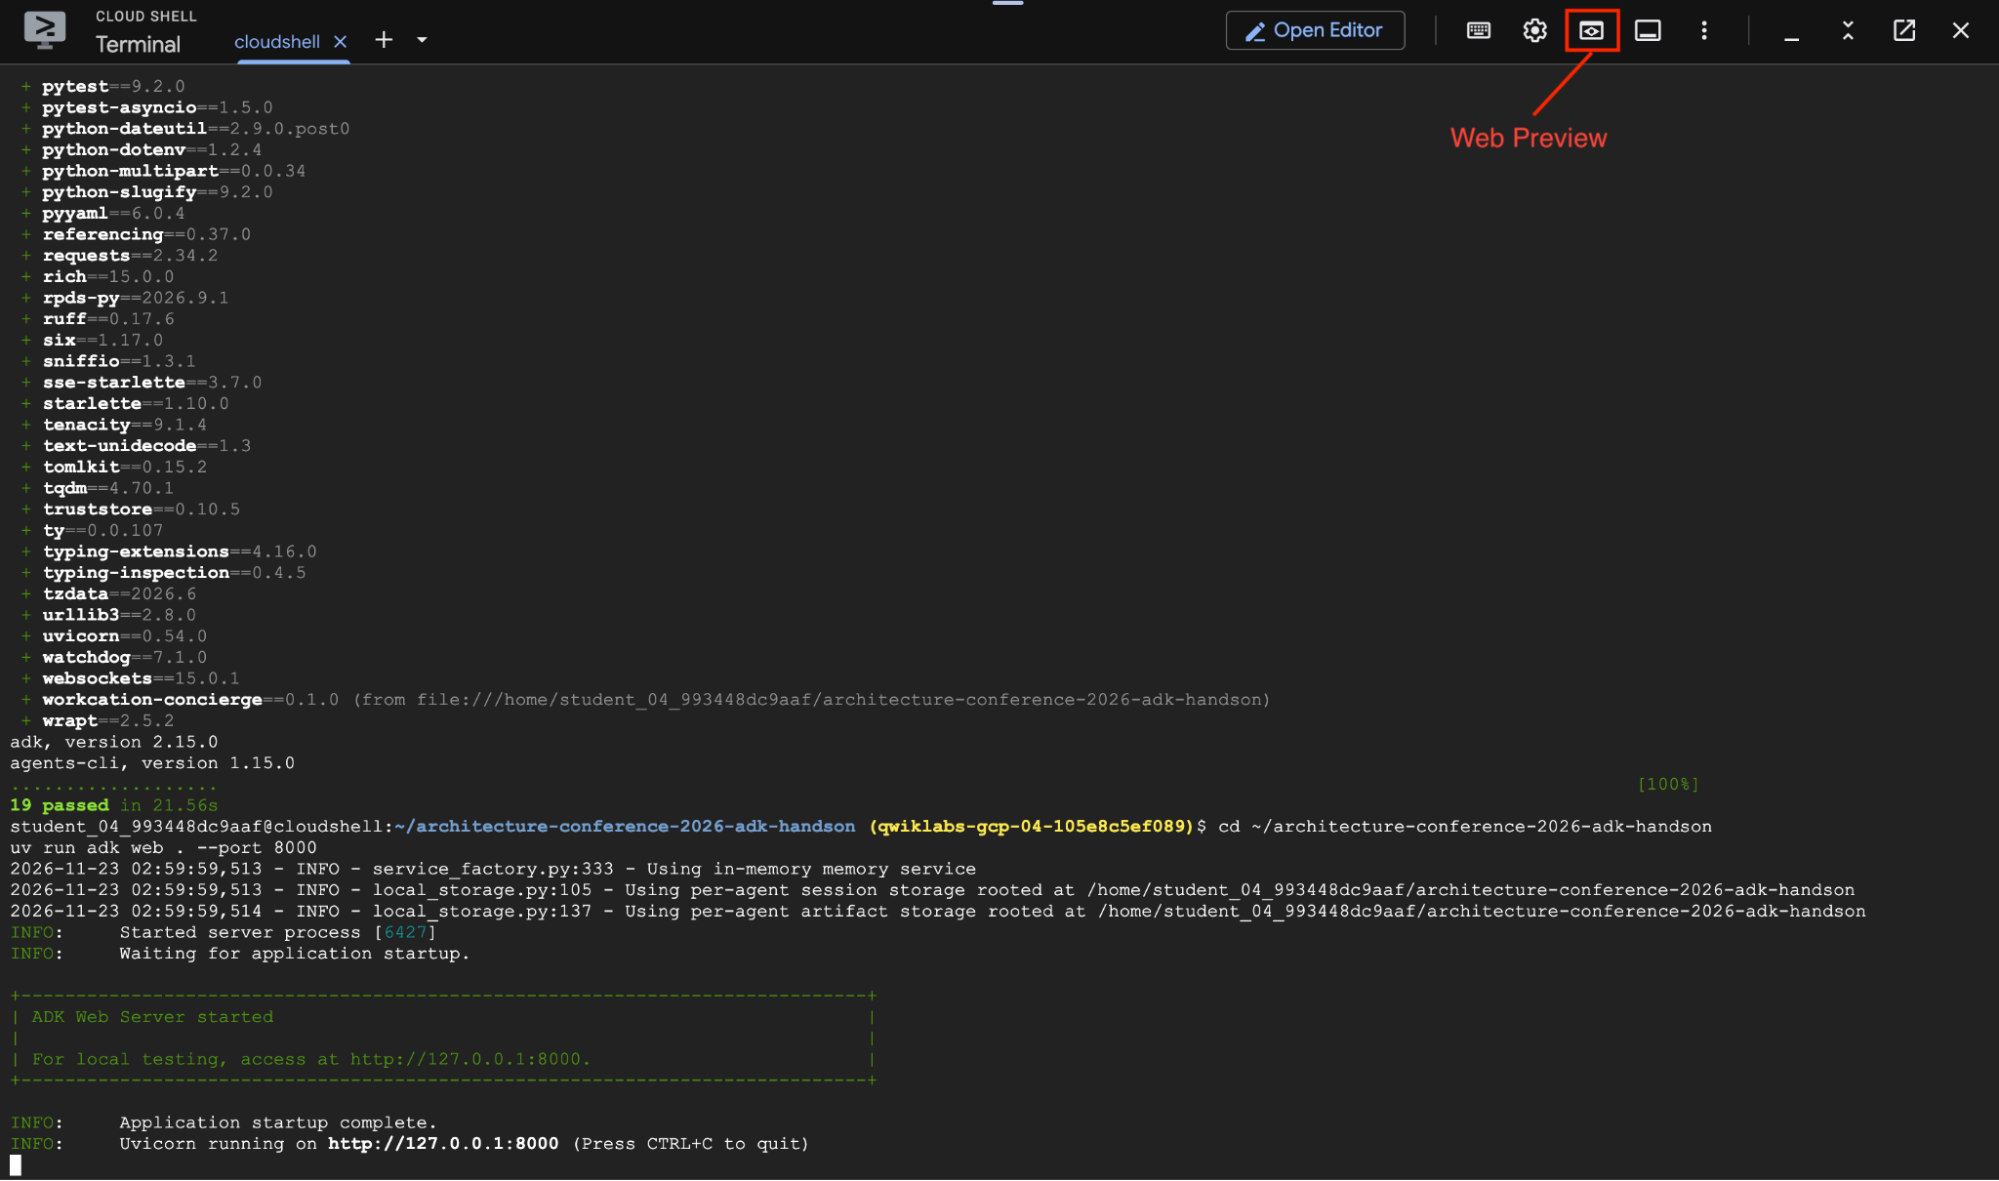 CLOUD SHELL
Terminal
cloudshell
Open Editor
Web Preview
+ pytest==9.2.0
+ pytest-asyncio==1.5.0
+ python-dateutil==2.9.0.post0
+ python-dotenv==1.2.4
+ python-multipart==0.0.34
+ python-slugify==9.2.0
+ pyyaml==6.0.4
+ referencing==0.37.0
+ requests==2.34.2
+ rich==15.0.0
+ rpds-py==2026.9.1
+ ruff==0.17.6
+ six==1.17.0
+ sniffio==1.3.1
+ sse-starlette==3.7.0
+ starlette==1.10.0
+ tenacity==9.1.4
+ text-unidecode==1.3
+ tomlkit==0.15.2
+ tqdm==4.70.1
+ truststore==0.10.5
+ ty==0.0.107
+ typing-extensions==4.16.0
+ typing-inspection==0.4.5
+ tzdata==2026.6
+ urllib3==2.8.0
+ uvicorn==0.54.0
+ watchdog==7.1.0
+ websockets==15.0.1
+ workcation-concierge==0.1.0 (from file:///home/student_04_993448dc9aaf/architecture-conference-2026-adk-handson)
+ wrapt==2.5.2
adk, version 2.15.0
agents-cli, version 1.15.0
................... [100%]
19 passed in 21.56s
student_04_993448dc9aaf@cloudshell:~/architecture-conference-2026-adk-handson (qwiklabs-gcp-04-105e8c5ef089)$ cd ~/architecture-conference-2026-adk-handson
uv run adk web . --port 8000
2026-11-23 02:59:59,513 - INFO - service_factory.py:333 - Using in-memory memory service
2026-11-23 02:59:59,513 - INFO - local_storage.py:105 - Using per-agent session storage rooted at /home/student_04_993448dc9aaf/architecture-conference-2026-adk-handson
2026-11-23 02:59:59,514 - INFO - local_storage.py:137 - Using per-agent artifact storage rooted at /home/student_04_993448dc9aaf/architecture-conference-2026-adk-handson
INFO: Started server process [6427]
INFO: Waiting for application startup.
+-----------------------------------------------------------------------------+
| ADK Web Server started |
| |
| For local testing, access at http://127.0.0.1:8000. |
+-----------------------------------------------------------------------------+
INFO: Application startup complete.
INFO: Uvicorn running on http://127.0.0.1:8000 (Press CTRL+C to quit)